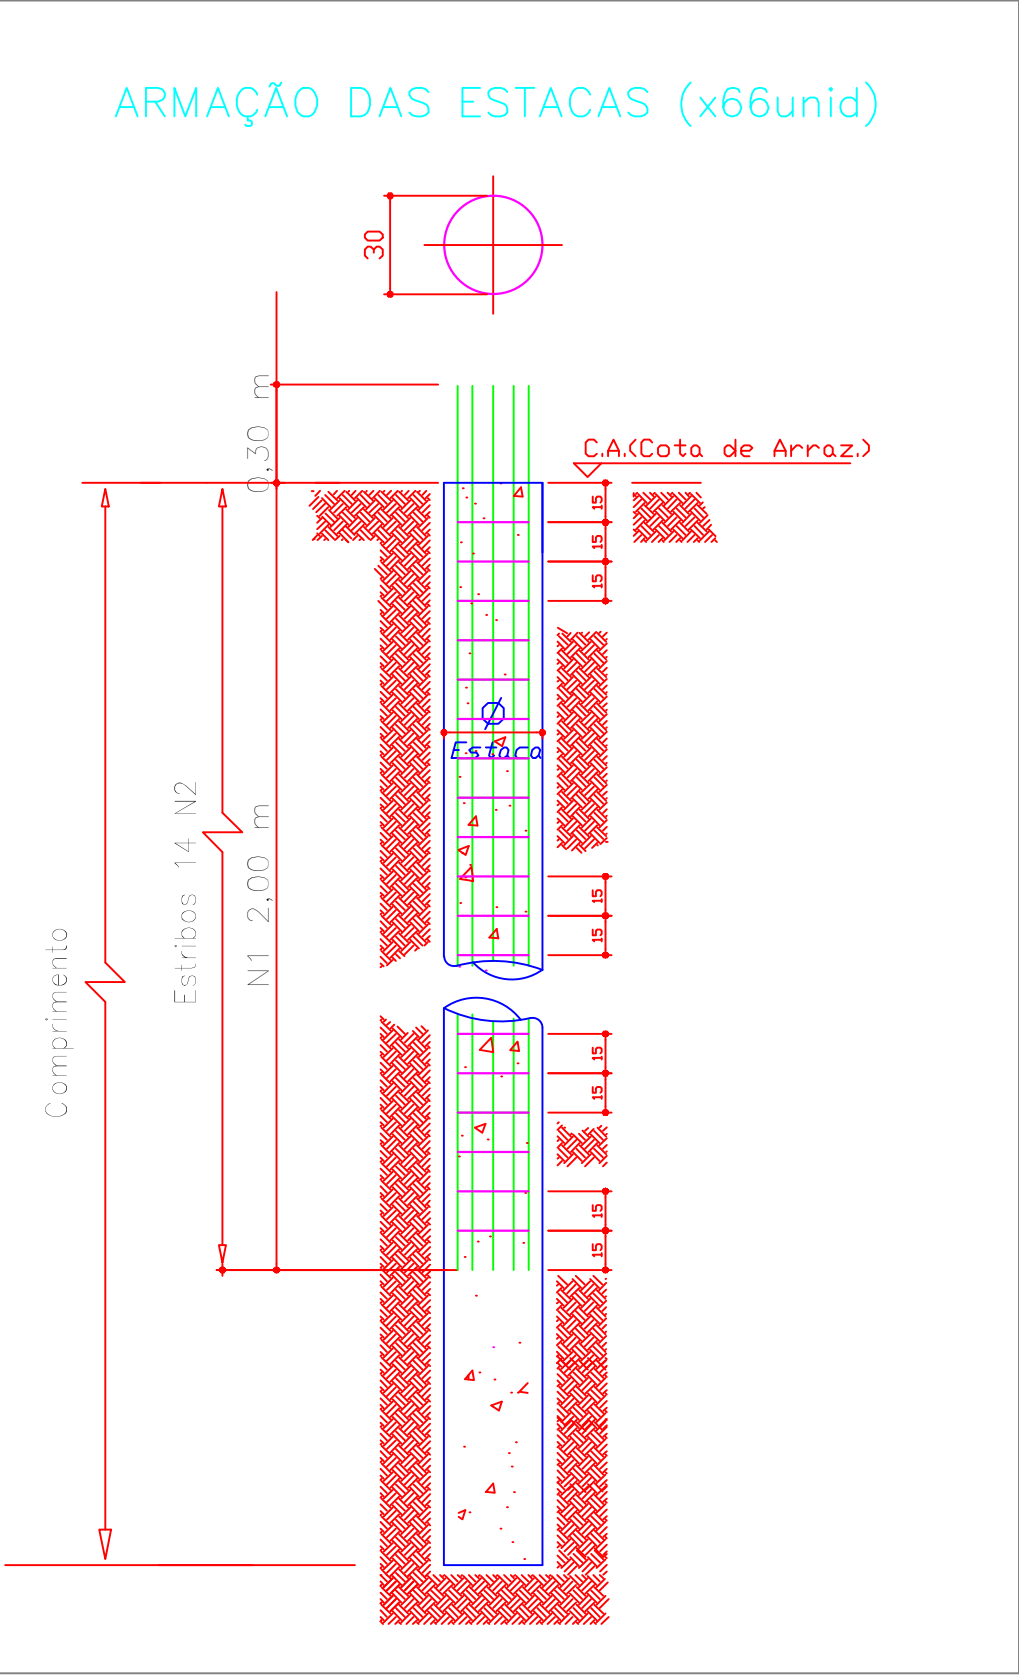 ARMAÇÃO DAS ESTACAS (x66unid)
30
0,30 m
C.A.(Cota de Arraz.)
15
15
15
Ø
Estaca
Estribos 14 N2
N1 2,00 m
15
15
Comprimento
15
15
15
15